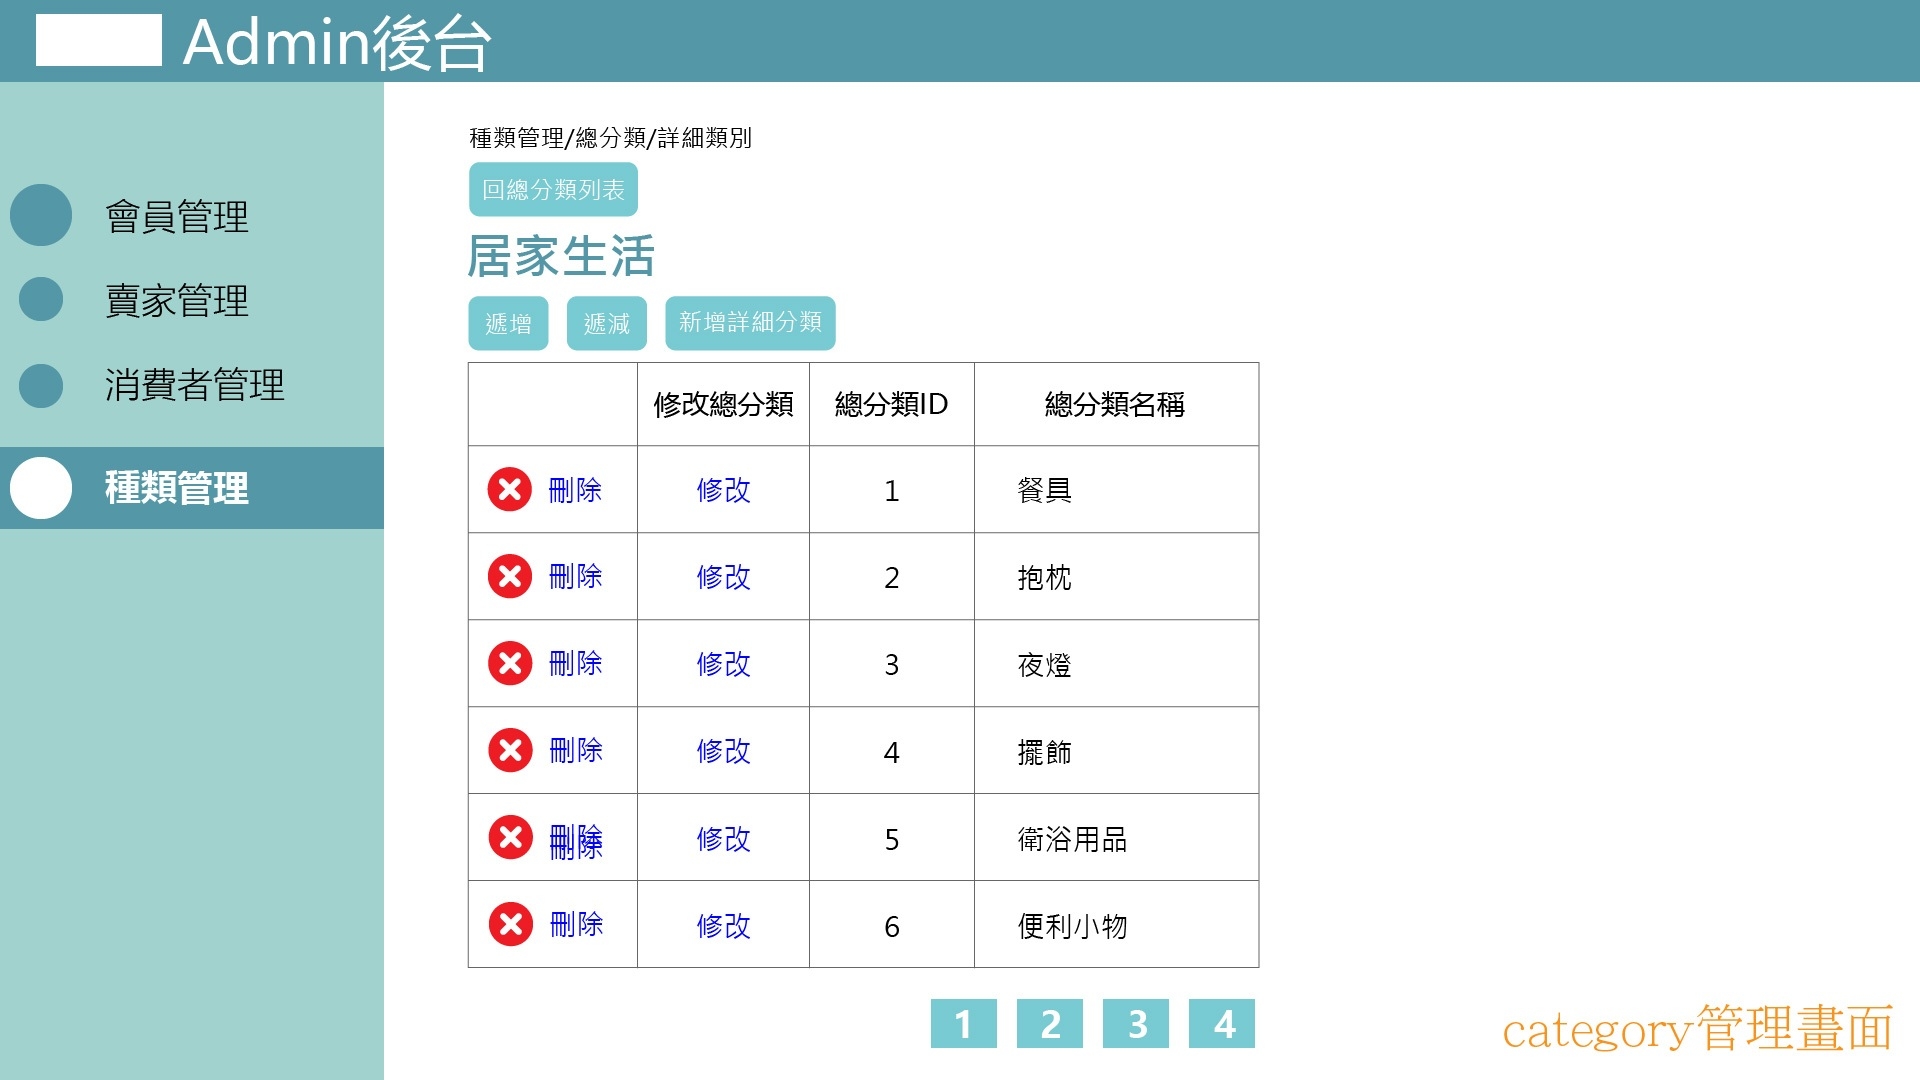 Admin後台
會員管理
賣家管理
消費者管理
種類管理
種類管理/總分類/詳細類別
回總分類列表
居家生活
遞增 遞減 新增詳細分類
修改總分類 總分類ID 總分類名稱
刪除 修改 1 餐具
刪除 修改 2 抱枕
刪除 修改 3 夜燈
刪除 修改 4 擺飾
刪除 刪除 修改 5 衛浴用品
刪除 修改 6 便利小物
1 2 3 4
category管理畫面